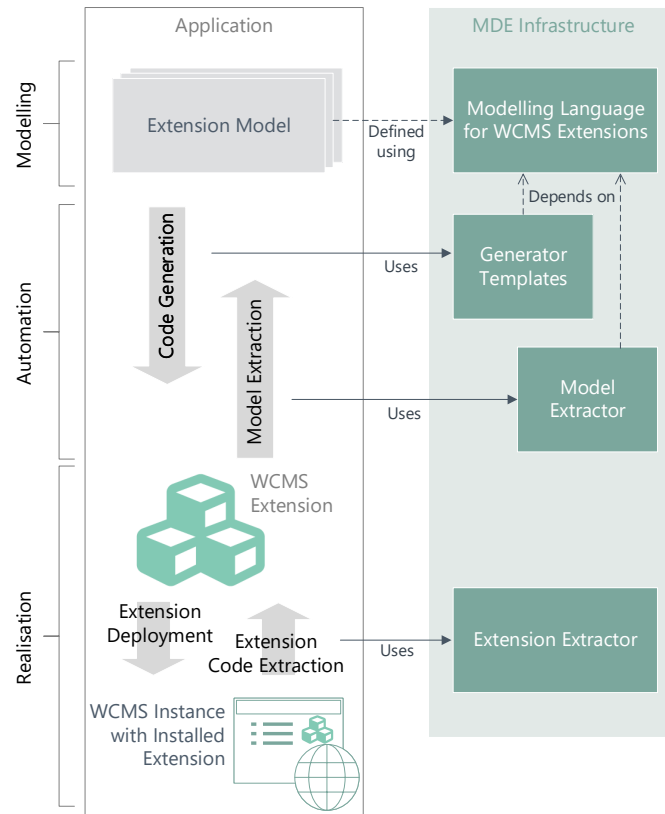 Application
MDE Infrastructure
Modelling
Extension Model
Defined
using
Modelling Language
for WCMS Extensions
Depends on
Automation
Code Generation
Model Extraction
Uses
Generator
Templates
Uses
Model
Extractor
Realisation
WCMS
Extension
Extension
Deployment
Extension
Code Extraction
Uses
Extension Extractor
WCMS Instance
with Installed
Extension